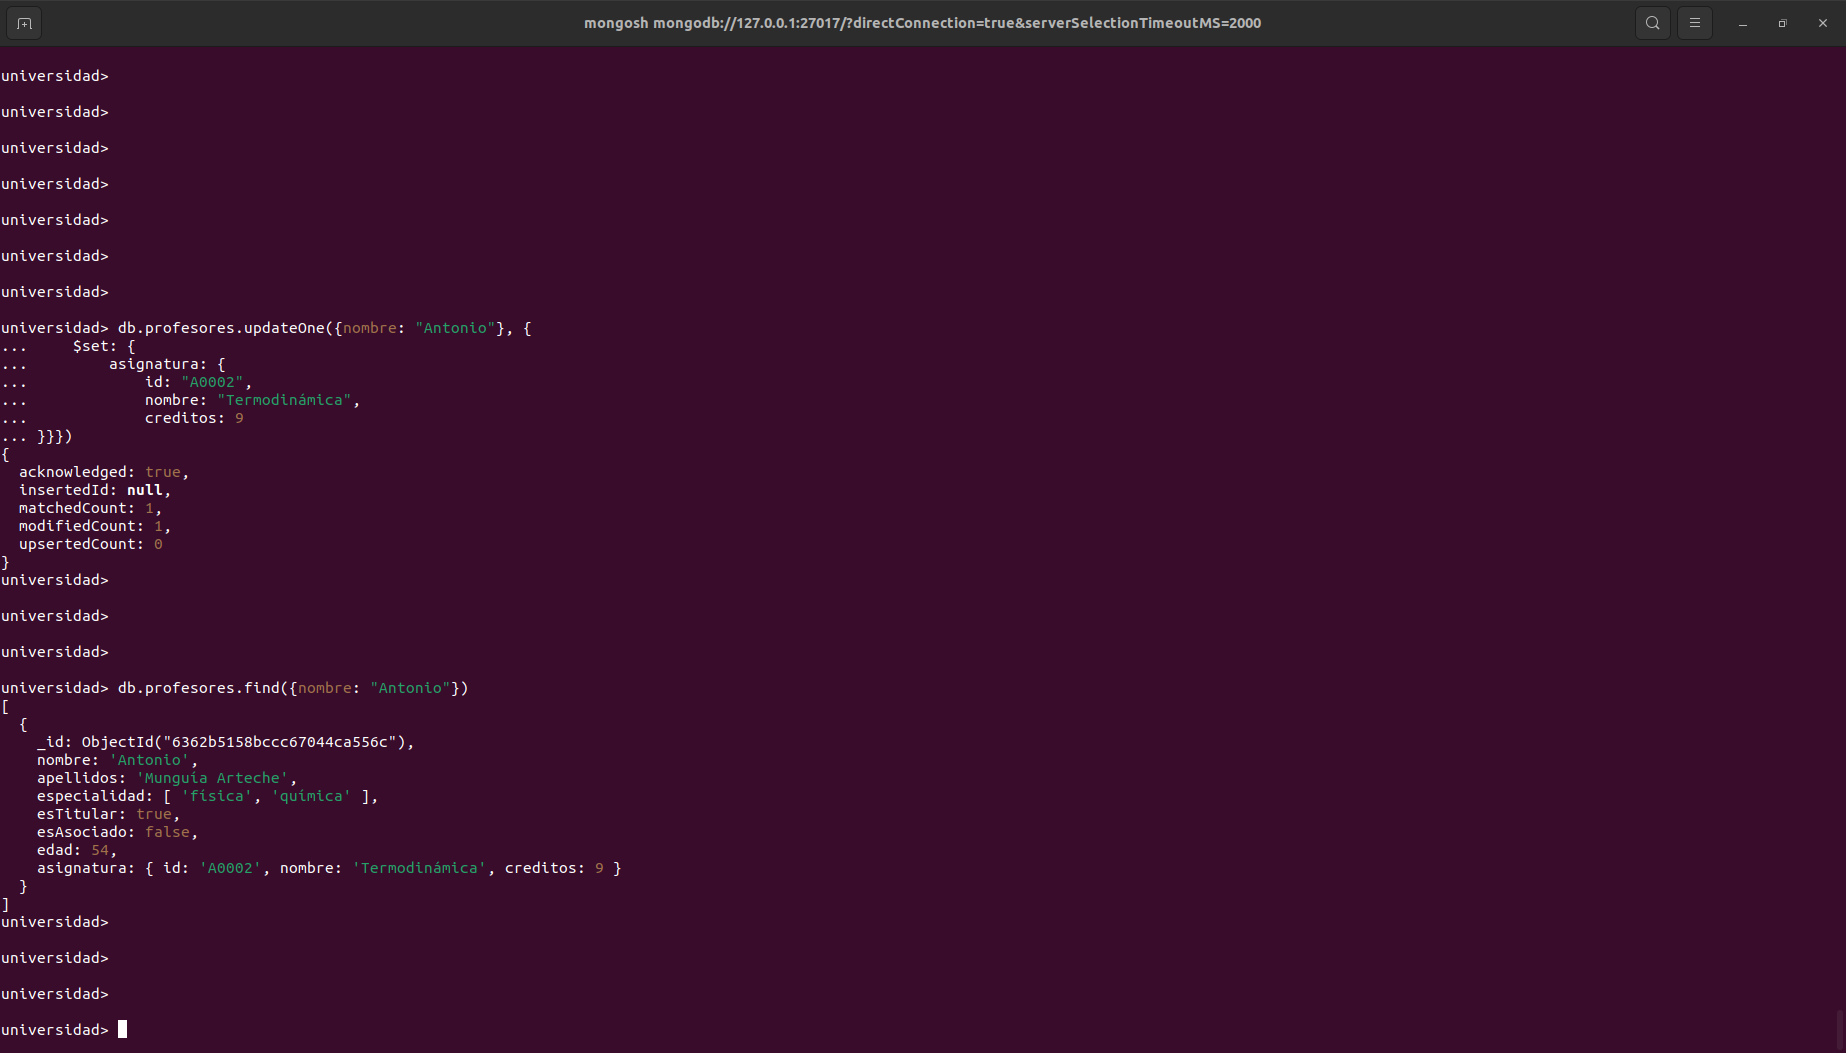 mongosh mongodb://127.0.0.1:27017/?directConnection=true&serverSelectionTimeoutMS=2000
universidad>
universidad>
universidad>
universidad>
universidad>
universidad>
universidad>
universidad> db.profesores.updateOne({nombre: "Antonio"}, {
...     $set: {
...         asignatura: {
...             id: "A0002",
...             nombre: "Termodinámica",
...             creditos: 9
... }}})
{
  acknowledged: true,
  insertedId: null,
  matchedCount: 1,
  modifiedCount: 1,
  upsertedCount: 0
}
universidad>
universidad>
universidad>
universidad> db.profesores.find({nombre: "Antonio"})
[
  {
    _id: ObjectId("6362b5158bccc67044ca556c"),
    nombre: 'Antonio',
    apellidos: 'Munguía Arteche',
    especialidad: [ 'física', 'química' ],
    esTitular: true,
    esAsociado: false,
    edad: 54,
    asignatura: { id: 'A0002', nombre: 'Termodinámica', creditos: 9 }
  }
]
universidad>
universidad>
universidad>
universidad>